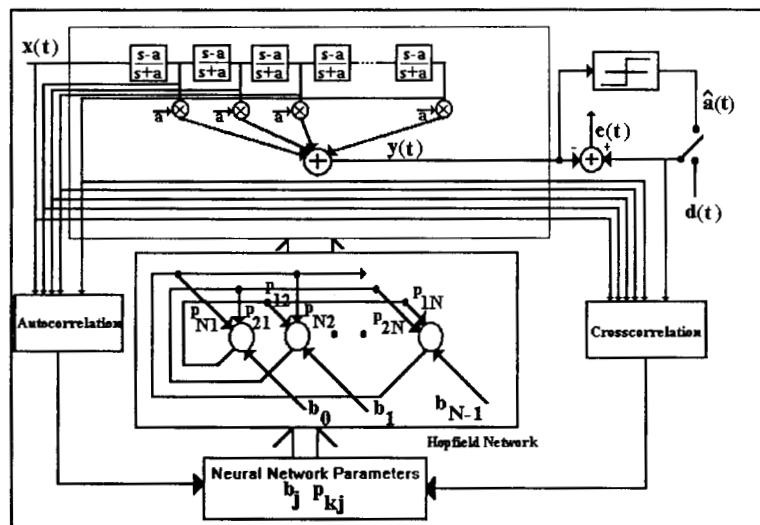 x(t)
s-a s-a s-a s-a s-a
s+a s+a s+a s+a s+a
a a a a
y(t)
e(t)
â(t)
- +
d(t)
Autocorrelation
Crosscorrelation
p12 p1N
pN1 p21 pN2 p2N
b0 b1 bN-1
Hopfield Network
Neural Network Parameters
bj pkj